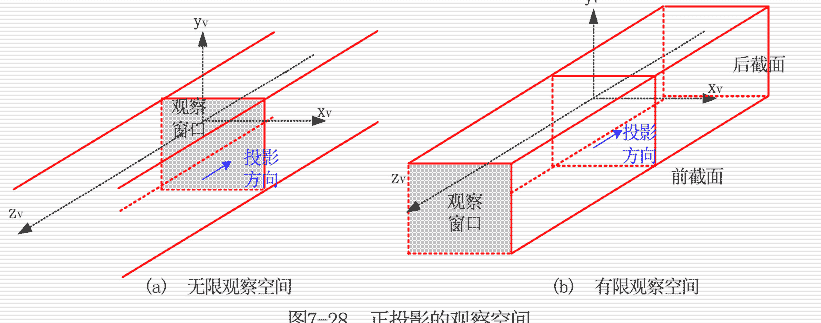 yv
观察
窗口
xv
投影
方向
zv
(a) 无限观察空间
yv
后截面
xv
投影
方向
前截面
zv
观察
窗口
(b) 有限观察空间
图7-28 正投影的观察空间